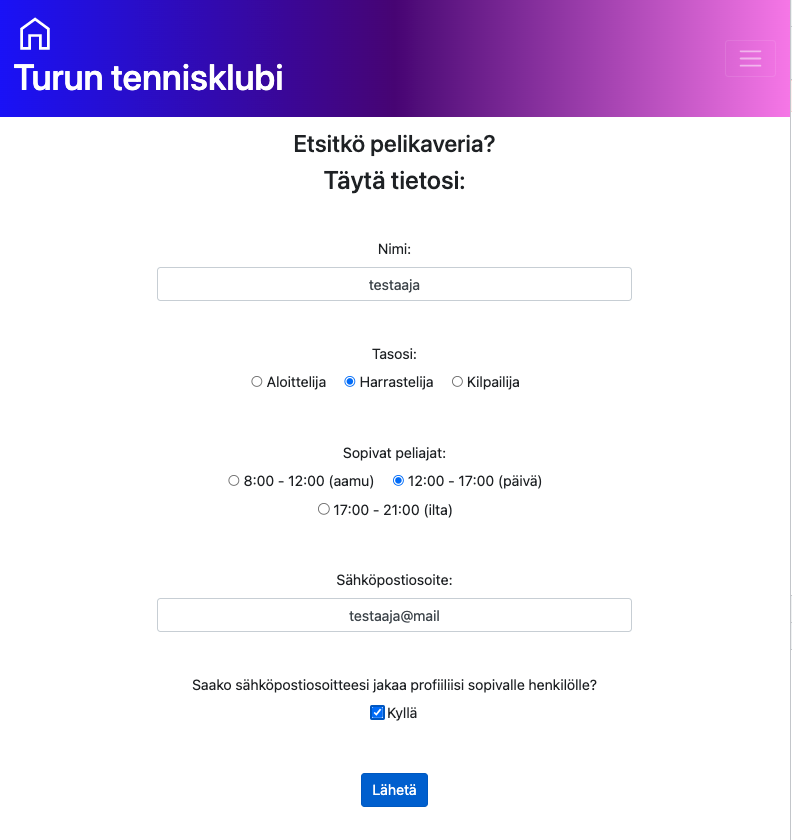 Turun tennisklubi
Etsitkö pelikaveria?
Täytä tietosi:
Nimi:
testaaja
Tasosi:
Aloittelija Harrastelija Kilpailija
Sopivat peliajat:
8:00 - 12:00 (aamu) 12:00 - 17:00 (päivä)
17:00 - 21:00 (ilta)
Sähköpostiosoite:
testaaja@mail
Saako sähköpostiosoitteesi jakaa profiiliisi sopivalle henkilölle?
Kyllä
Lähetä